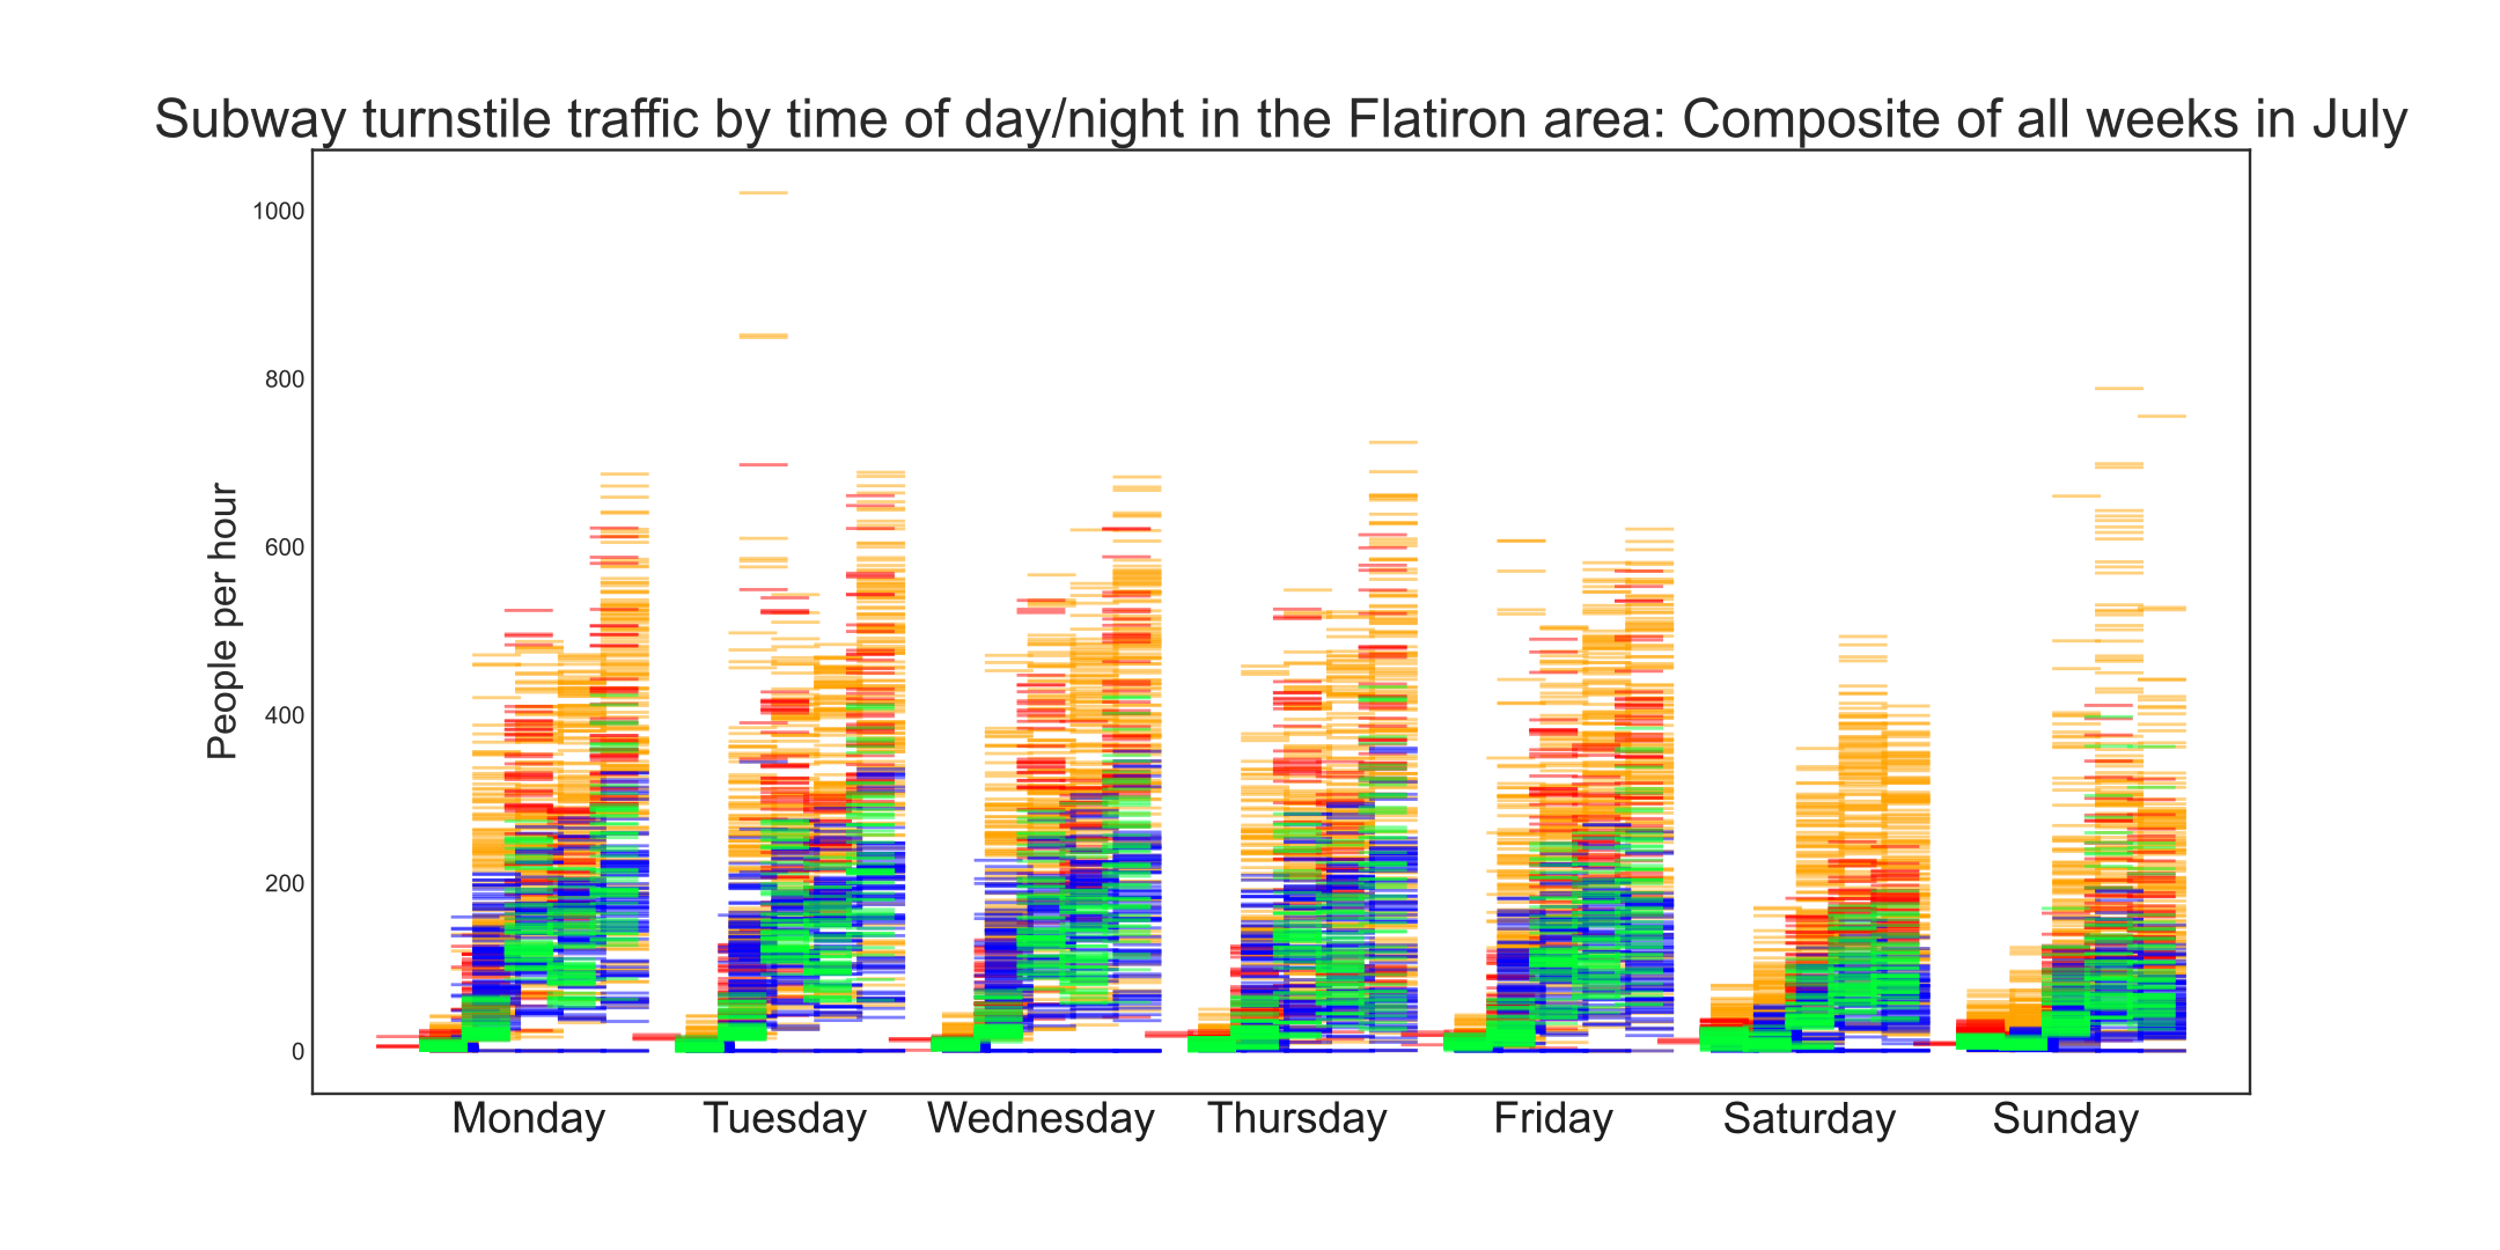 Subway turnstile traffic by time of day/night in the Flatiron area: Composite of all weeks in July
1000
800
600
400
200
0
People per hour
Monday Tuesday Wednesday Thursday Friday Saturday Sunday